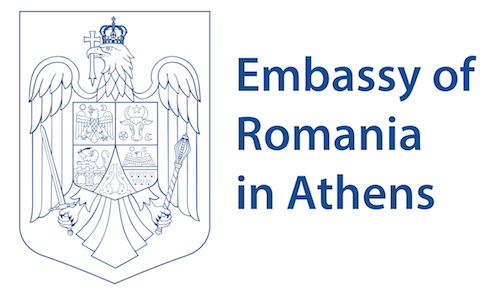 Embassy of
Romania
in Athens